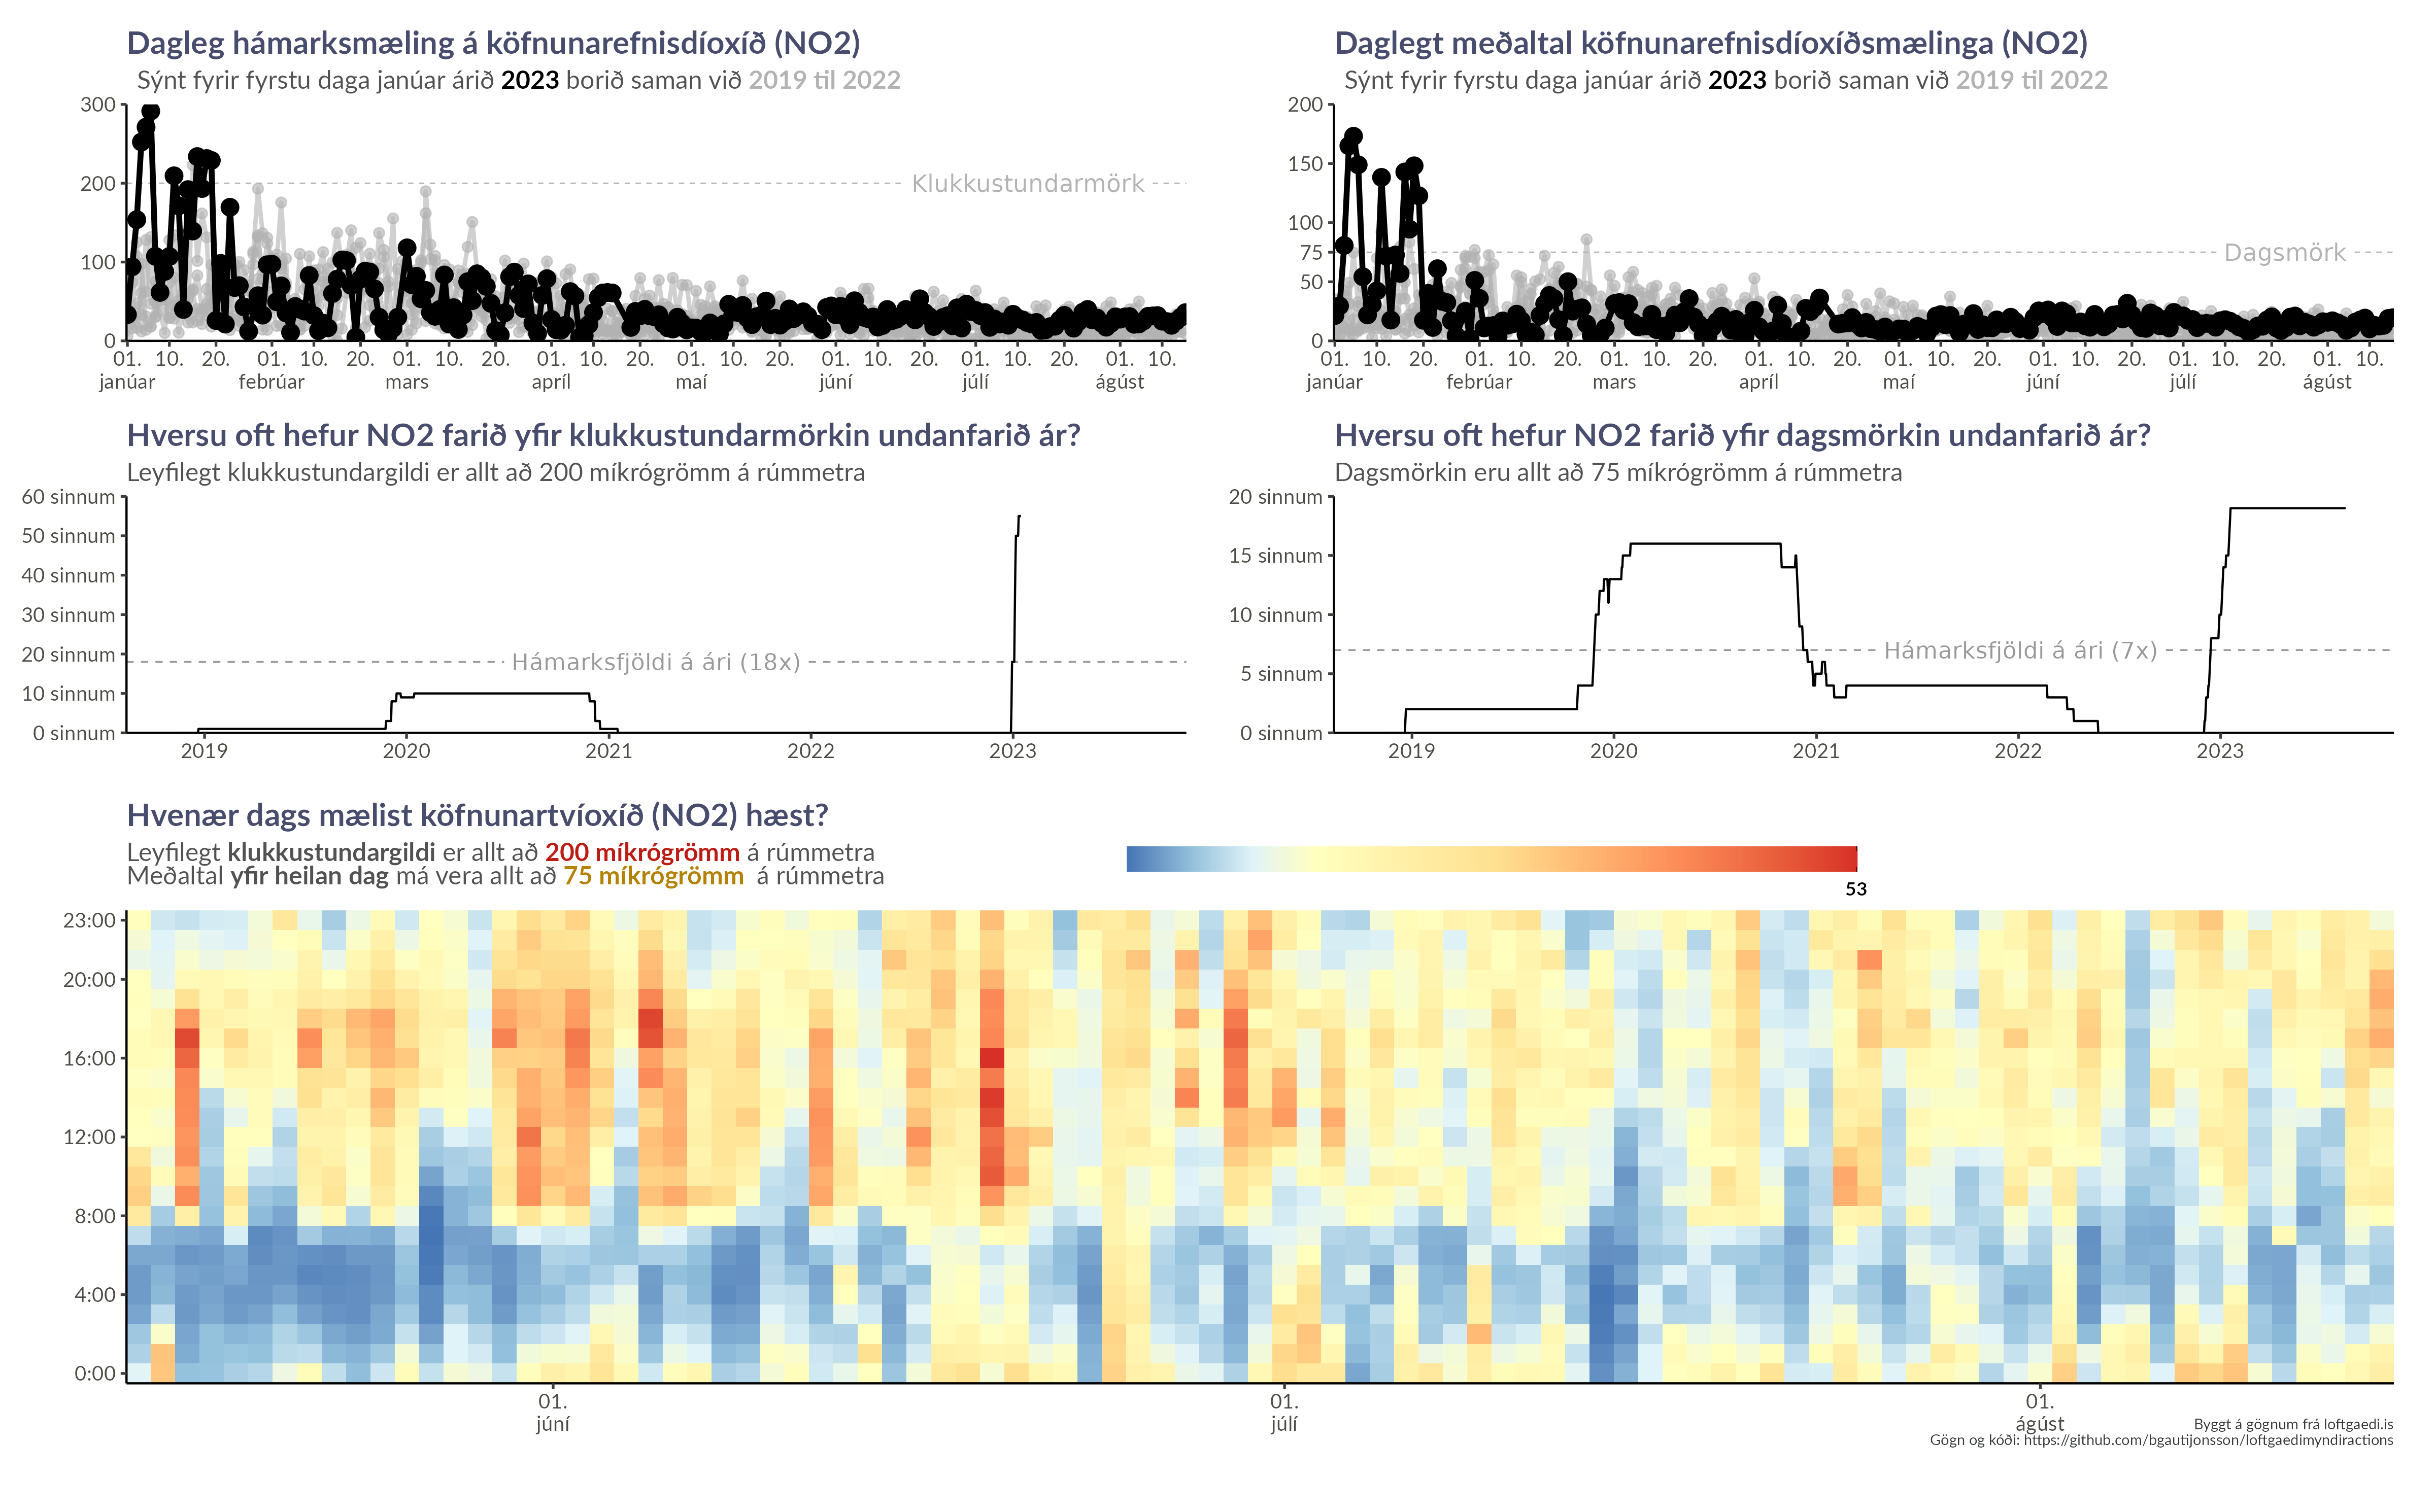 Dagleg hámarksmæling á köfnunarefnisdíoxíð (NO2)
Sýnt fyrir fyrstu daga janúar árið 2023 borið saman við 2019 til 2022
300
200
100
0
Klukkustundarmörk
01. 10. 20. 01. 10. 20. 01. 10. 20. 01. 10. 20. 01. 10. 20. 01. 10. 20. 01. 10. 20. 01. 10.
janúar febrúar mars apríl maí júní júlí ágúst
Daglegt meðaltal köfnunarefnisdíoxíðsmælinga (NO2)
Sýnt fyrir fyrstu daga janúar árið 2023 borið saman við 2019 til 2022
200
150
100
75
50
0
Dagsmörk
01. 10. 20. 01. 10. 20. 01. 10. 20. 01. 10. 20. 01. 10. 20. 01. 10. 20. 01. 10. 20. 01. 10.
janúar febrúar mars apríl maí júní júlí ágúst
Hversu oft hefur NO2 farið yfir klukkustundarmörkin undanfarið ár?
Leyfilegt klukkustundargildi er allt að 200 míkrógrömm á rúmmetra
60 sinnum
50 sinnum
40 sinnum
30 sinnum
20 sinnum
10 sinnum
0 sinnum
Hámarksfjöldi á ári (18x)
2019 2020 2021 2022 2023
Hversu oft hefur NO2 farið yfir dagsmörkin undanfarið ár?
Dagsmörkin eru allt að 75 míkrógrömm á rúmmetra
20 sinnum
15 sinnum
10 sinnum
5 sinnum
0 sinnum
Hámarksfjöldi á ári (7x)
2019 2020 2021 2022 2023
Hvenær dags mælist köfnunartvíoxíð (NO2) hæst?
Leyfilegt klukkustundargildi er allt að 200 míkrógrömm á rúmmetra
Meðaltal yfir heilan dag má vera allt að 75 míkrógrömm á rúmmetra
53
23:00
20:00
16:00
12:00
8:00
4:00
0:00
01. 01. 01.
júní júlí ágúst
Byggt á gögnum frá loftgaedi.is
Gögn og kóði: https://github.com/bgautijonsson/loftgaedimyndiractions